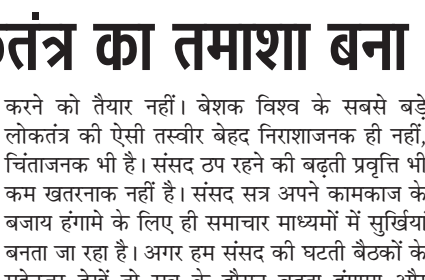 तंत्र का तमाशा बना
करने को तैयार नहीं। बेशक विश्व के सबसे बड़े
लोकतंत्र की ऐसी तस्वीर बेहद निराशाजनक ही नहीं,
चिंताजनक भी है। संसद ठप रहने की बढ़ती प्रवृत्ति भी
कम खतरनाक नहीं है। संसद सत्र अपने कामकाज के
बजाय हंगामे के लिए ही समाचार माध्यमों में सुर्खियां
बनता जा रहा है। अगर हम संसद की घटती बैठकों के